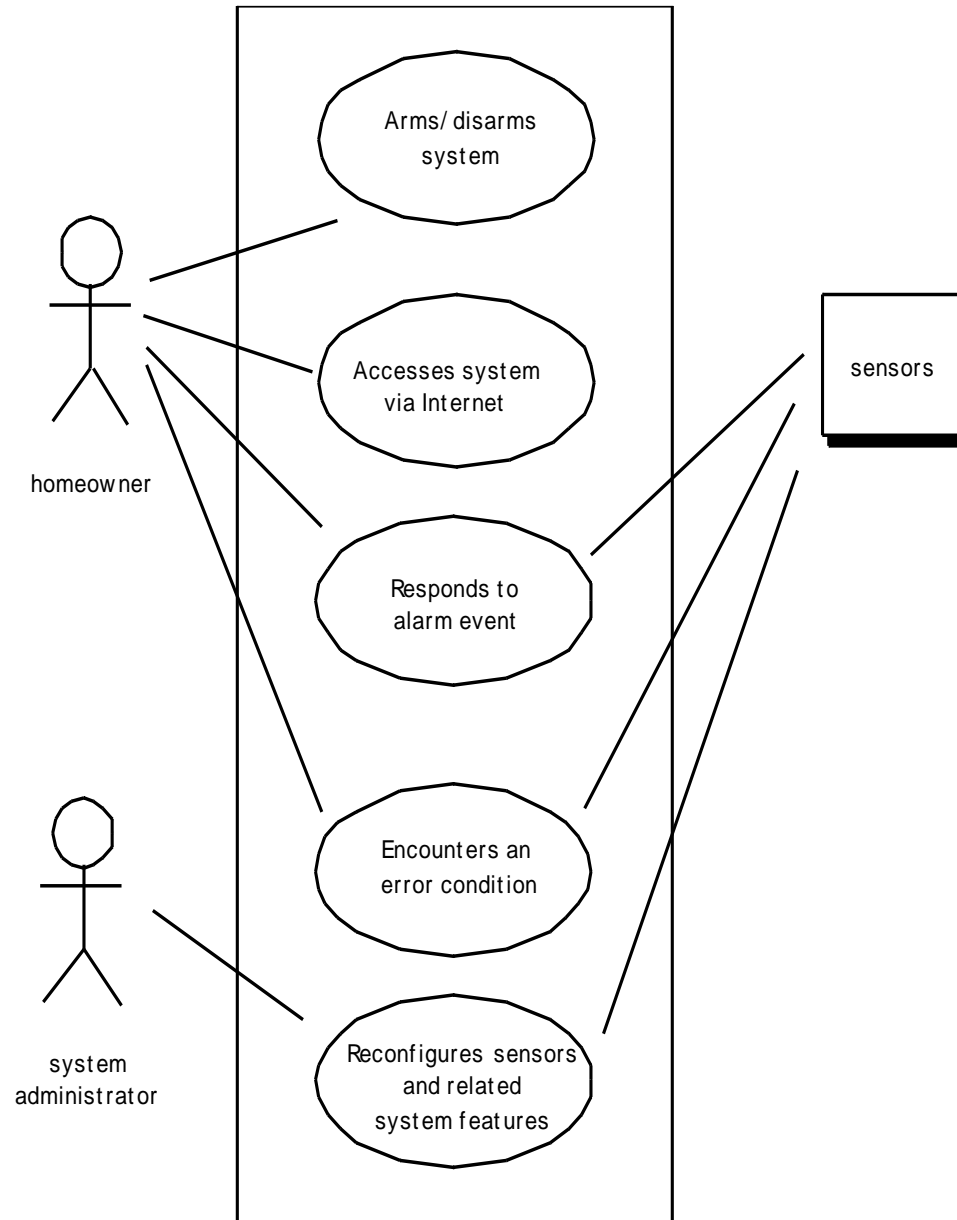 Arms/disarms
system
Accesses system
via Internet
sensors
homeowner
Responds to
alarm event
Encounters an
error condition
system
administrator
Reconfigures sensors
and related
system features